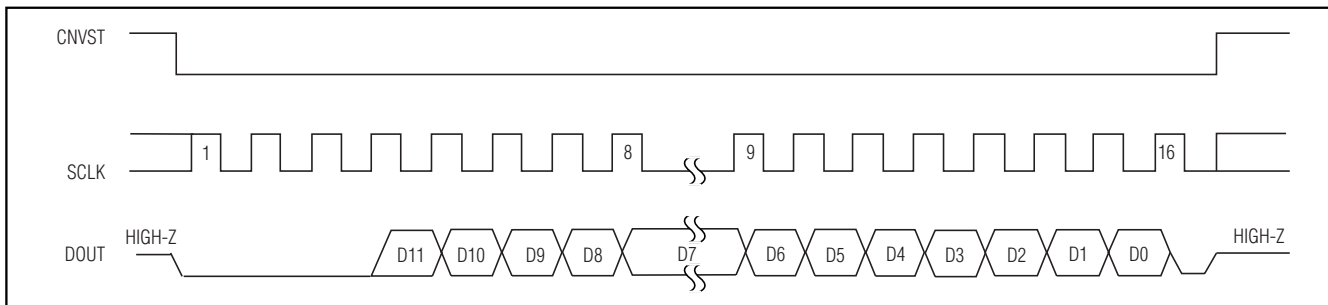 CNVST
1 8 9 16
SCLK
HIGH-Z HIGH-Z
DOUT D11 D10 D9 D8 D7 D6 D5 D4 D3 D2 D1 D0